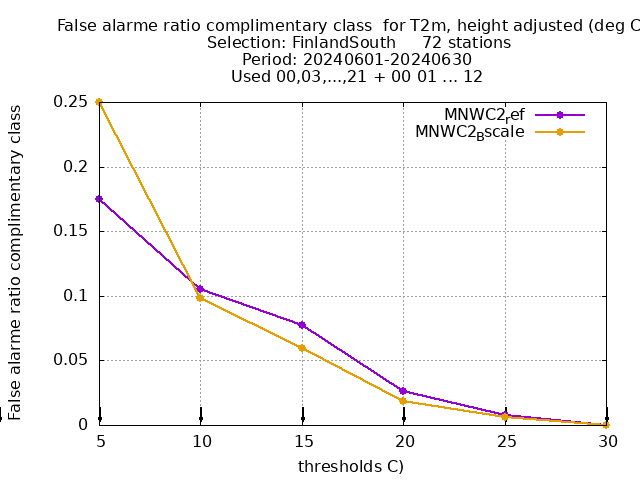 False alarme ratio complimentary class  for T2m, height adjusted (deg C
Selection: FinlandSouth     72 stations
Period: 20240601-20240630
Used 00,03,...,21 + 00 01 ... 12
False alarme ratio complimentary class
0.25
0.2
0.15
0.1
0.05
0
MNWC2ref
MNWC2Bscale
5
10
15
20
25
30
thresholds C)